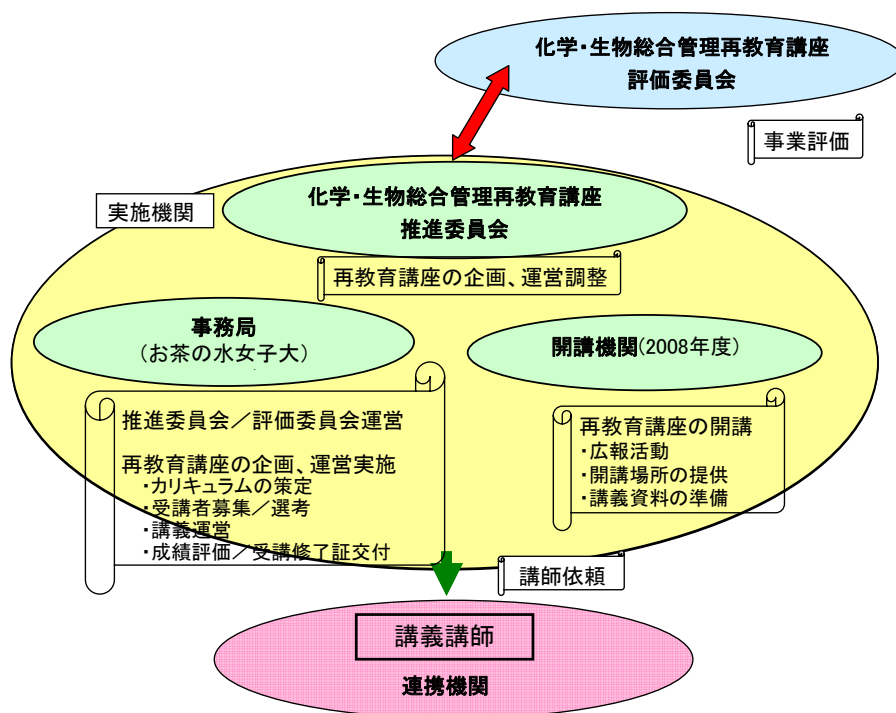 化学・生物総合管理再教育講座
評価委員会
事業評価
実施機関
化学・生物総合管理再教育講座
推進委員会
再教育講座の企画、運営調整
事務局
(お茶の水女子大)
開講機関(2008年度)
推進委員会／評価委員会運営
再教育講座の企画、運営実施
・カリキュラムの策定
・受講者募集／選考
・講義運営
・成績評価／受講修了証交付
再教育講座の開講
・広報活動
・開講場所の提供
・講義資料の準備
講師依頼
講義講師
連携機関